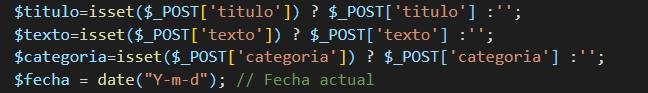 $titulo=isset($_POST['titulo']) ? $_POST['titulo'] :'';
$texto=isset($_POST['texto']) ? $_POST['texto'] :'';
$categoria=isset($_POST['categoria']) ? $_POST['categoria'] :'';
$fecha = date("Y-m-d"); // Fecha actual